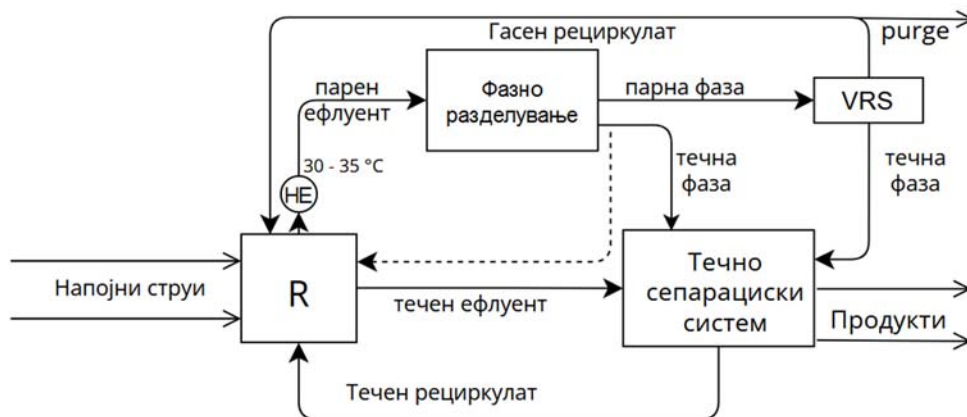 Гасен рециркулат
purge
парен
ефлуент
Фазно
разделување
парна фаза
VRS
30 - 35 °C
HE
течна
фаза
течна
фаза
Напојни струи
R
течен ефлуент
Течно
сепарациски
систем
Продукти
Течен рециркулат